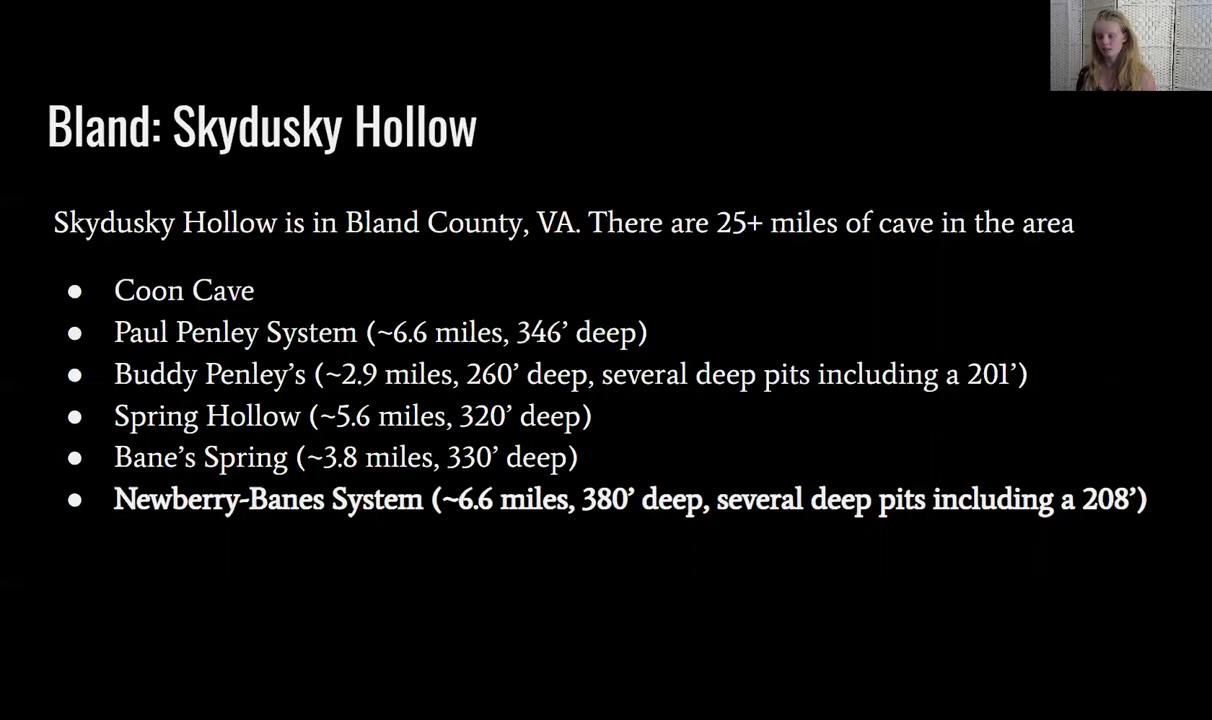 Bland: Skydusky Hollow
Skydusky Hollow is in Bland County, VA. There are 25+ miles of cave in the area
● Coon Cave
● Paul Penley System (~6.6 miles, 346’ deep)
● Buddy Penley’s (~2.9 miles, 260’ deep, several deep pits including a 201’)
● Spring Hollow (~5.6 miles, 320’ deep)
● Bane’s Spring (~3.8 miles, 330’ deep)
● Newberry-Banes System (~6.6 miles, 380’ deep, several deep pits including a 208’)